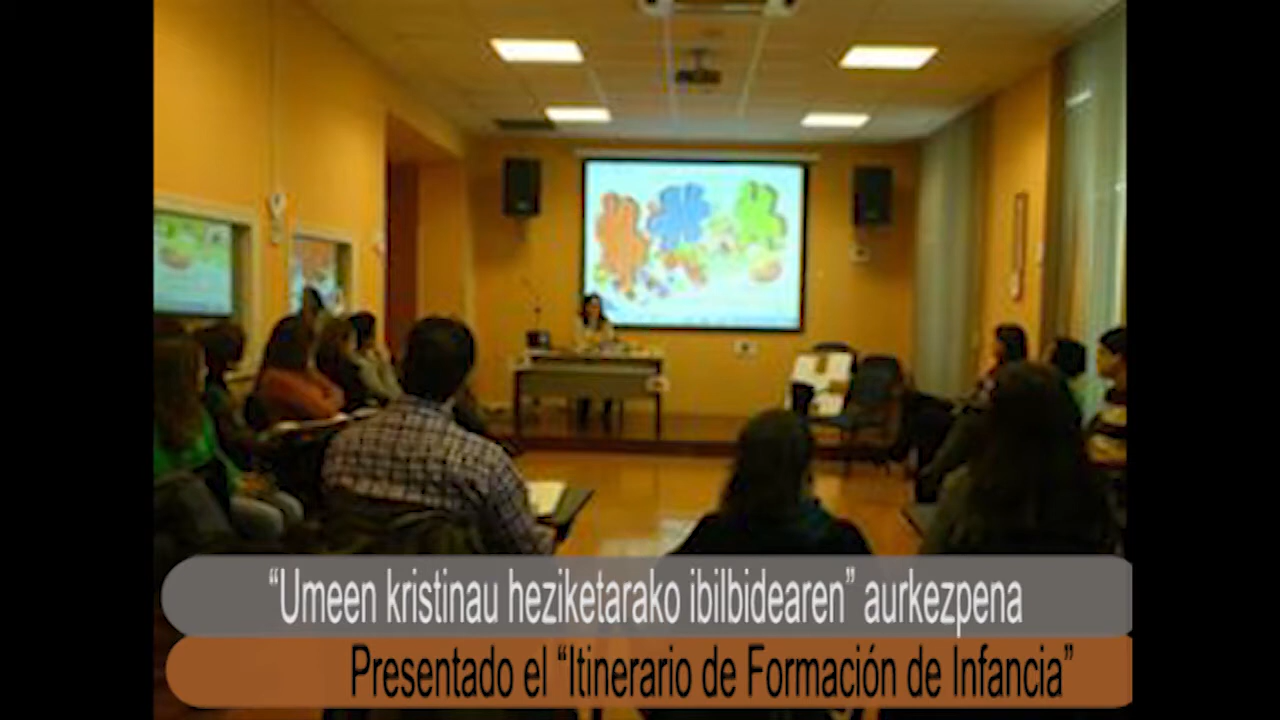 “Umeen kristinau heziketarako ibilbidearen” aurkezpena
Presentado el “Itinerario de Formación de Infancia”